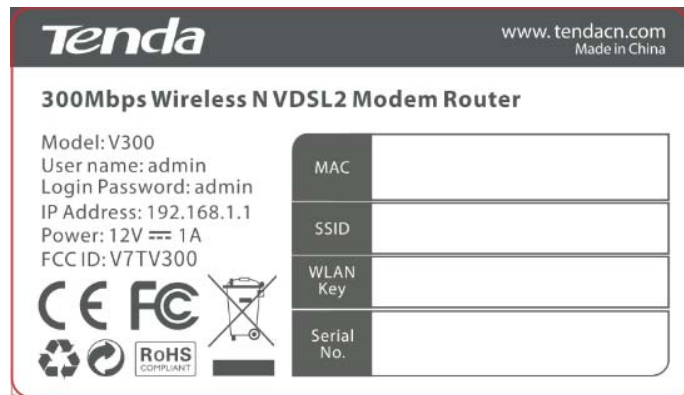 Tenda
www.tendacn.com
Made in China
300Mbps Wireless N VDSL2 Modem Router
Model: V300
User name: admin
Login Password: admin
IP Address: 192.168.1.1
Power: 12V ⎓ 1A
FCC ID: V7TV300
CE FC
RoHS
COMPLIANT
MAC
SSID
WLAN
Key
Serial
No.